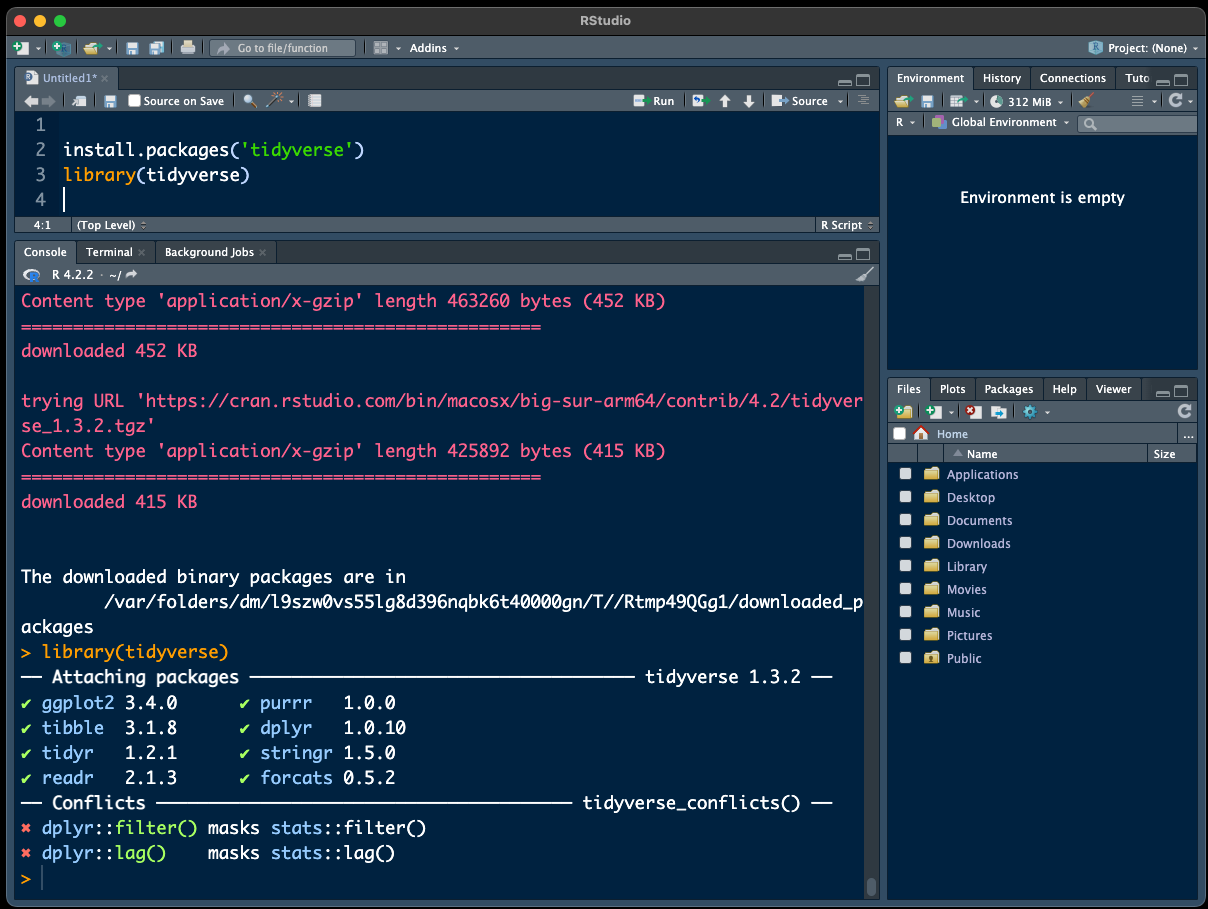 RStudio
Go to file/function
Addins
Project: (None)
Untitled1*
Source on Save
Run
Source
1
2 install.packages('tidyverse')
3 library(tidyverse)
4
4:1 (Top Level) R Script
Console Terminal Background Jobs
R 4.2.2 · ~/
Content type 'application/x-gzip' length 463260 bytes (452 KB)
==================================================
downloaded 452 KB
trying URL 'https://cran.rstudio.com/bin/macosx/big-sur-arm64/contrib/4.2/tidyver
se_1.3.2.tgz'
Content type 'application/x-gzip' length 425892 bytes (415 KB)
==================================================
downloaded 415 KB
The downloaded binary packages are in
/var/folders/dm/l9szw0vs55lg8d396nqbk6t40000gn/T//Rtmp49QGg1/downloaded_p
ackages
> library(tidyverse)
── Attaching packages ───────────────────────────────────── tidyverse 1.3.2 ──
✔ ggplot2 3.4.0 ✔ purrr 1.0.0
✔ tibble 3.1.8 ✔ dplyr 1.0.10
✔ tidyr 1.2.1 ✔ stringr 1.5.0
✔ readr 2.1.3 ✔ forcats 0.5.2
── Conflicts ──────────────────────────────────────── tidyverse_conflicts() ──
✖ dplyr::filter() masks stats::filter()
✖ dplyr::lag() masks stats::lag()
>
Environment History Connections Tuto
312 MiB
R Global Environment
Environment is empty
Files Plots Packages Help Viewer
Home ...
Name Size
Applications
Desktop
Documents
Downloads
Library
Movies
Music
Pictures
Public